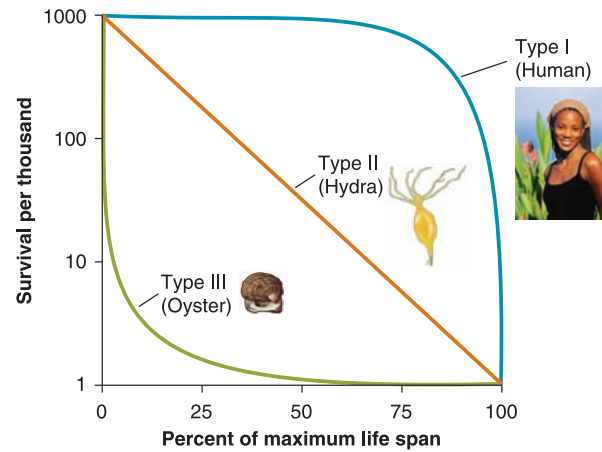 1000
100
10
1
Survival per thousand
Type I
(Human)
Type II
(Hydra)
Type III
(Oyster)
0
25
50
75
100
Percent of maximum life span